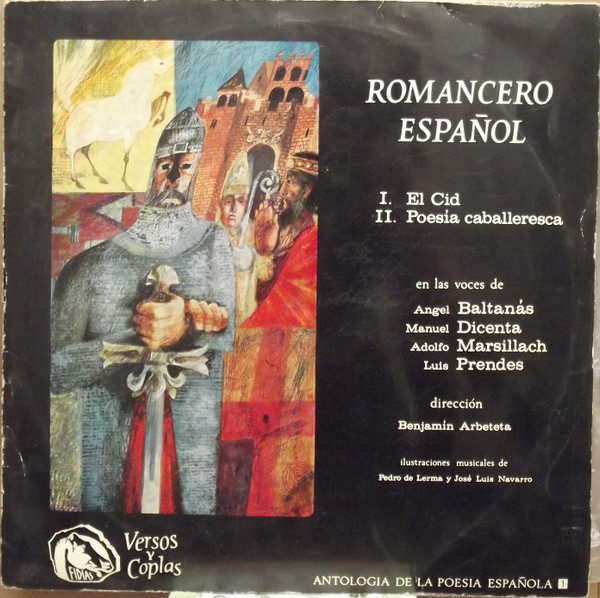 ROMANCERO
ESPAÑOL
I. El Cid
II. Poesía caballeresca
en las voces de
Angel Baltanás
Manuel Dicenta
Adolfo Marsillach
Luis Prendes
dirección
Benjamín Arbeteta
ilustraciones musicales de
Pedro de Lerma y José Luis Navarro
FIDIAS
Versos
y
Coplas
ANTOLOGIA DE LA POESIA ESPAÑOLA 1